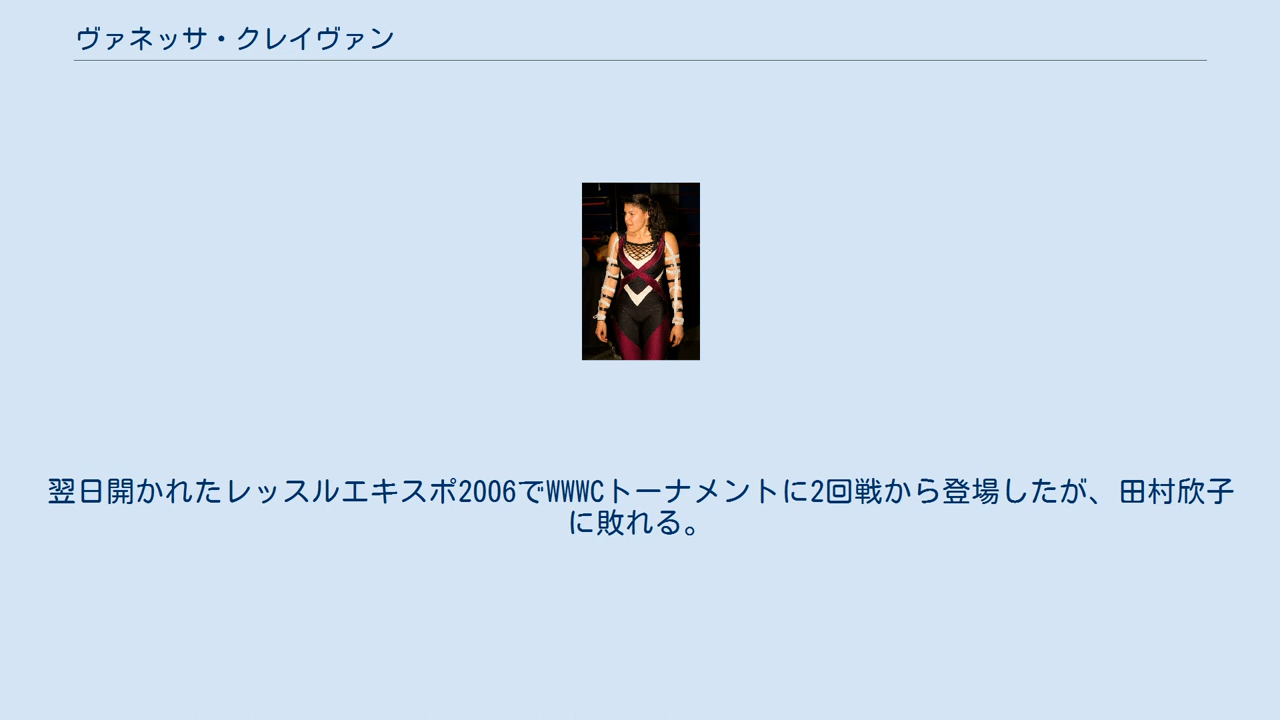 ヴァネッサ・クレイヴァン
翌日開かれたレッスルエキスポ2006でWWWCトーナメントに2回戦から登場したが、田村欣子
に敗れる。